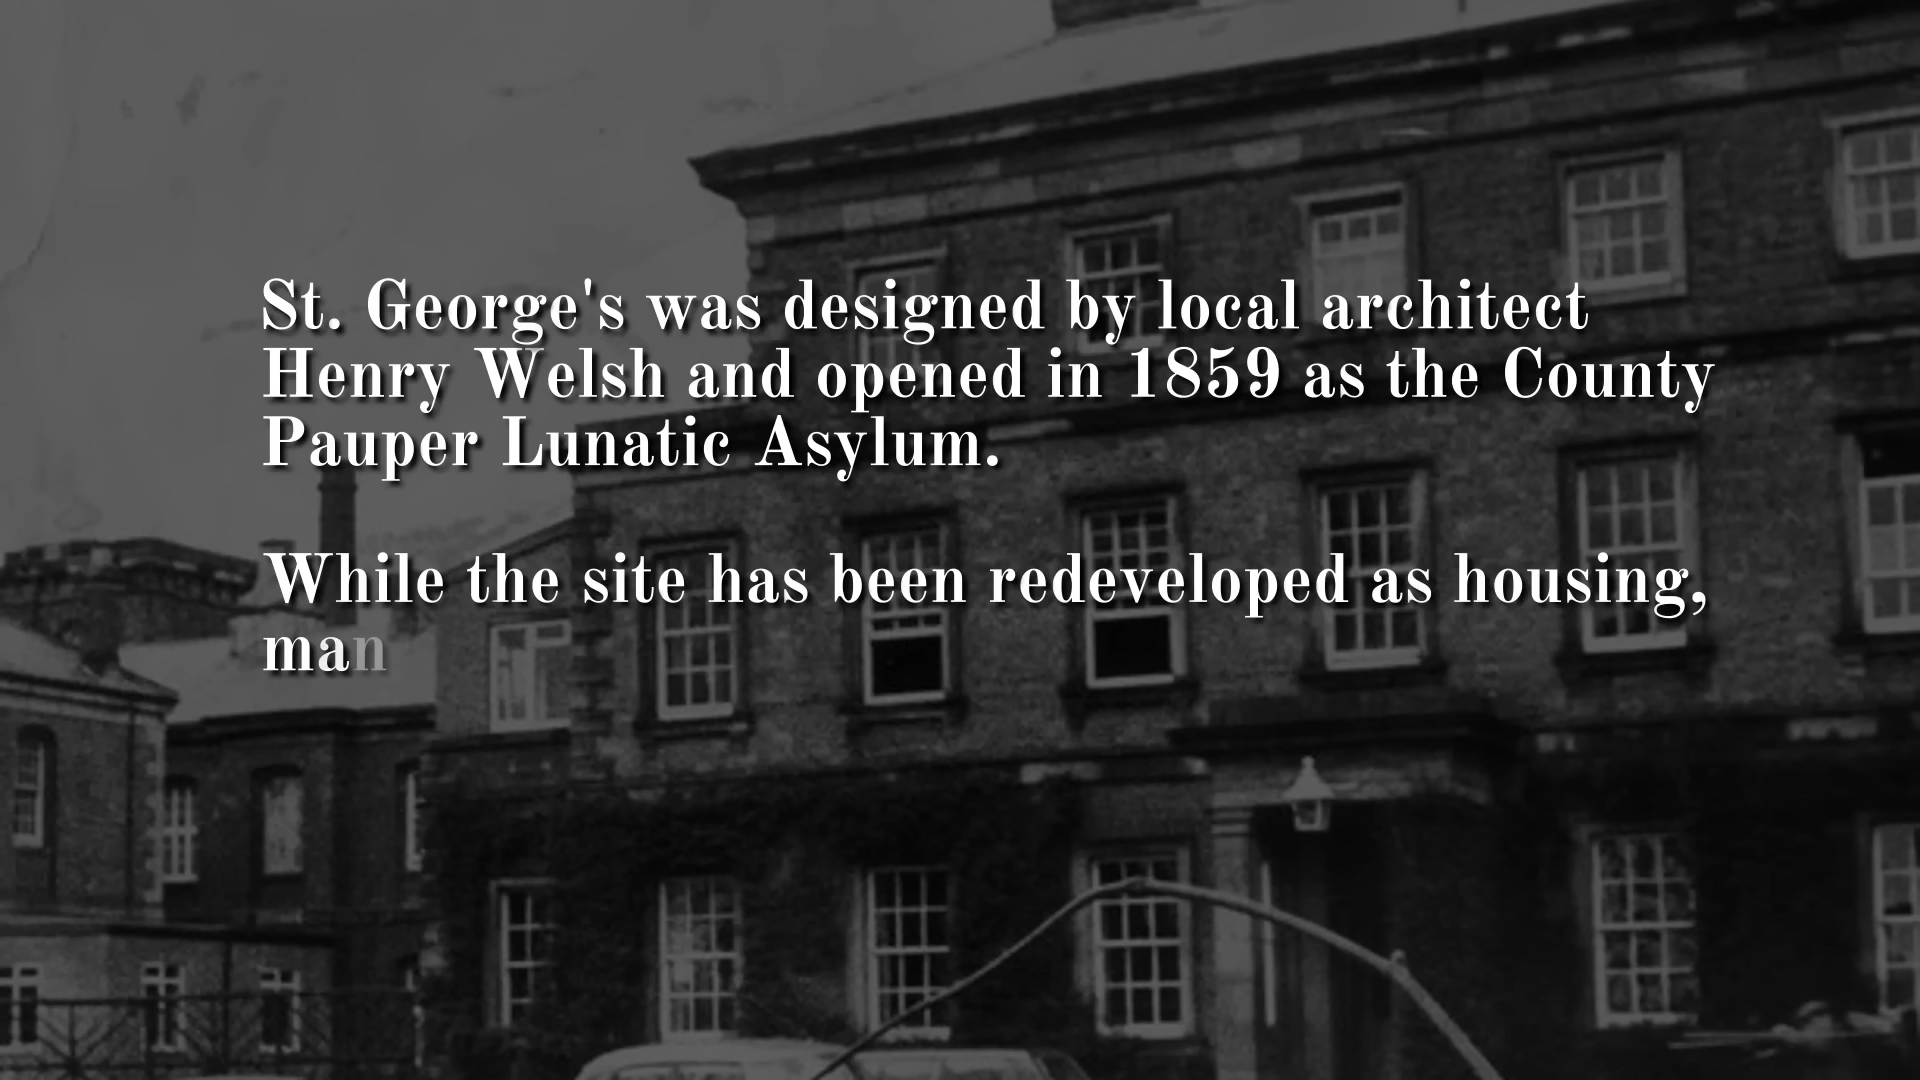 St. George's was designed by local architect
Henry Welsh and opened in 1859 as the County
Pauper Lunatic Asylum.
While the site has been redeveloped as housing,
man